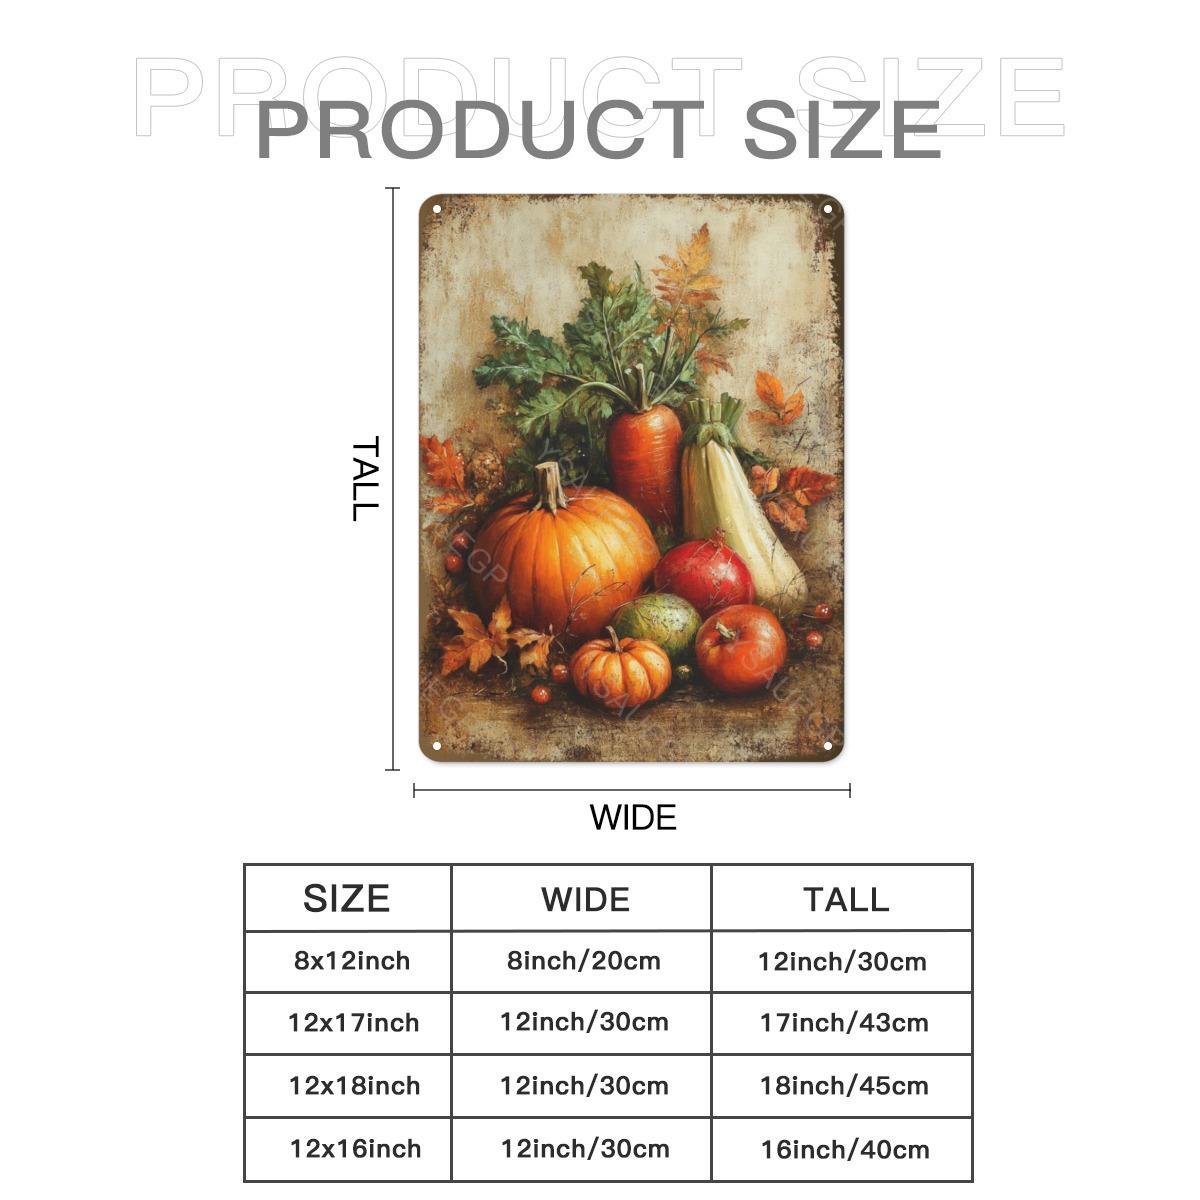 PRODUCT SIZE
PRODUCT SIZE
TALL
WIDE
SIZE WIDE TALL
8x12inch 8inch/20cm 12inch/30cm
12x17inch 12inch/30cm 17inch/43cm
12x18inch 12inch/30cm 18inch/45cm
12x16inch 12inch/30cm 16inch/40cm